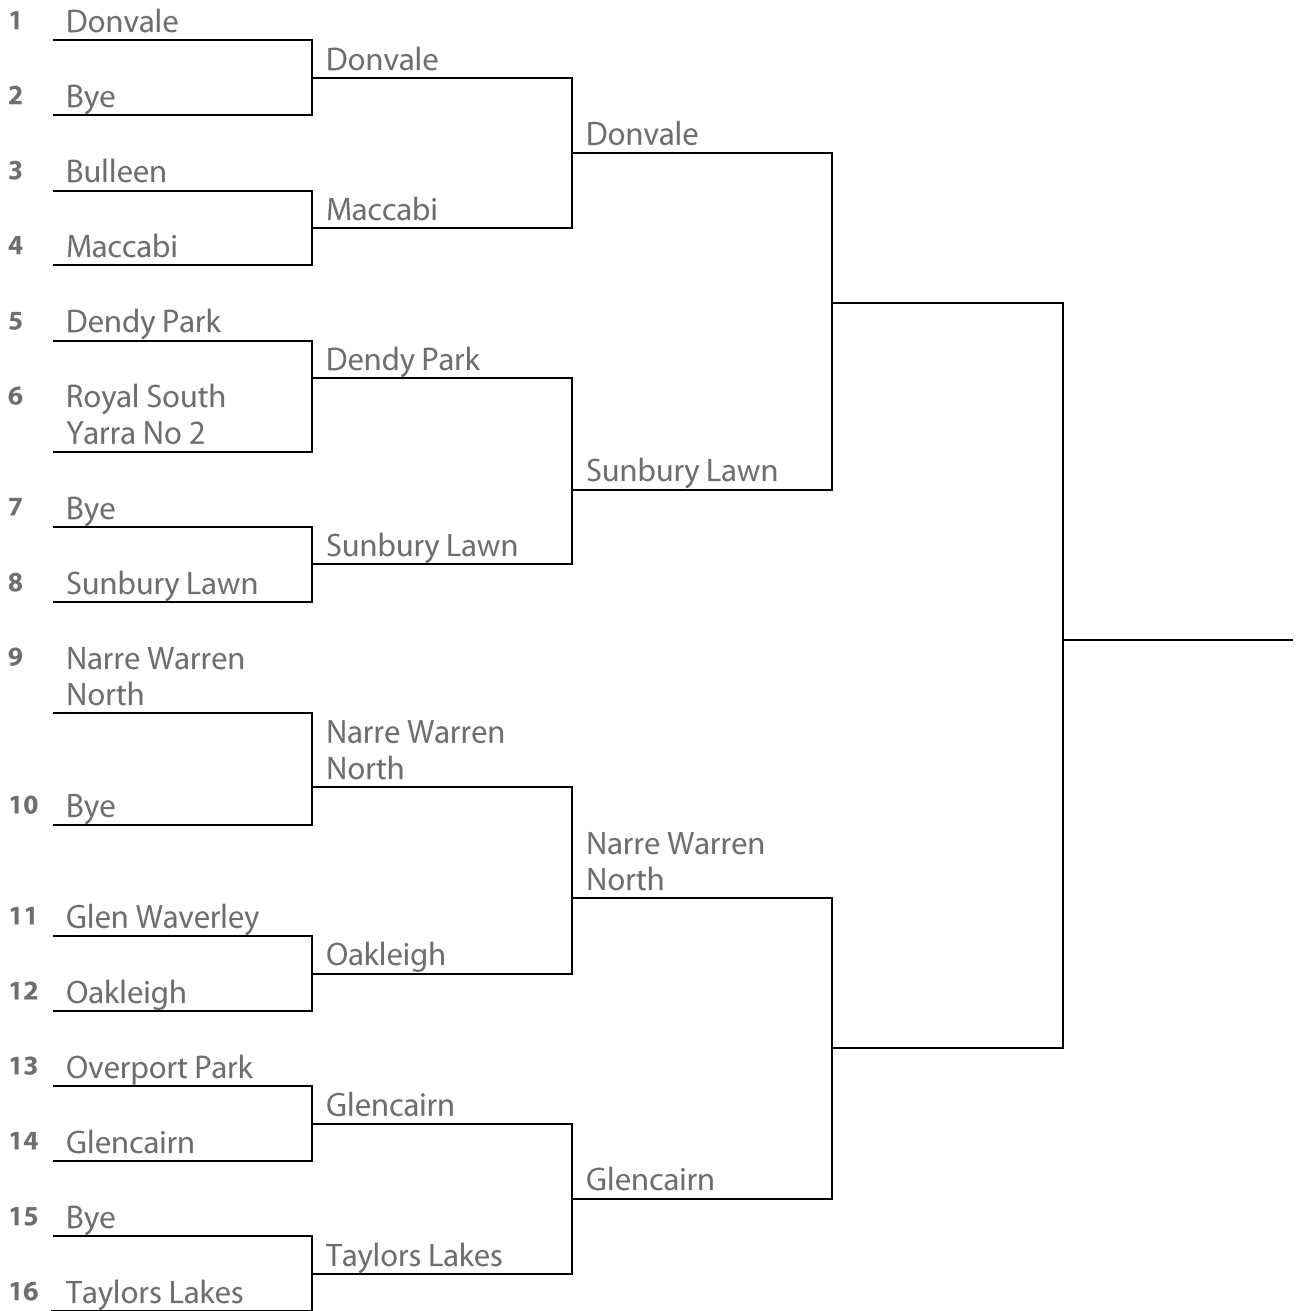 1 Donvale
2 Bye
3 Bulleen
4 Maccabi
5 Dendy Park
6 Royal South
Yarra No 2
7 Bye
8 Sunbury Lawn
9 Narre Warren
North
10 Bye
11 Glen Waverley
12 Oakleigh
13 Overport Park
14 Glencairn
15 Bye
16 Taylors Lakes
Donvale
Maccabi
Dendy Park
Sunbury Lawn
Narre Warren
North
Oakleigh
Glencairn
Taylors Lakes
Donvale
Sunbury Lawn
Narre Warren
North
Glencairn